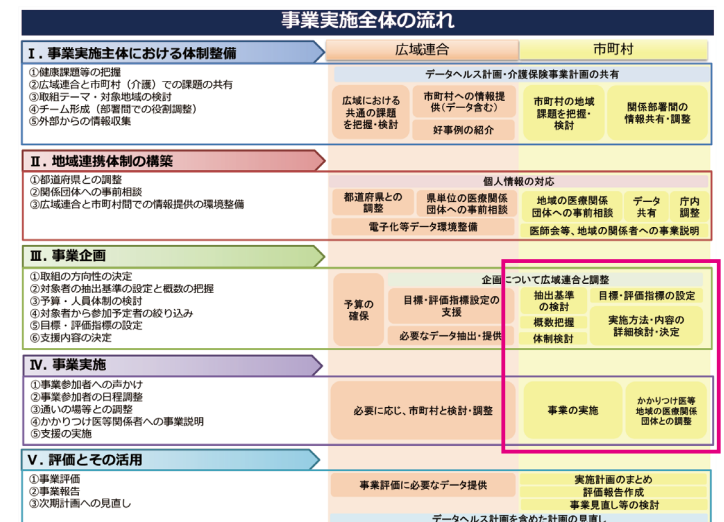 事業実施全体の流れ
Ⅰ．事業実施主体における体制整備
広域連合
市町村
①健康課題等の把握
②広域連合と市町村（介護）での課題の共有
③取組テーマ・対象地域の検討
④チーム形成（部署間での役割調整）
⑤外部からの情報収集
データヘルス計画・介護保険事業計画の共有
広域における
共通の課題
を把握・検討
市町村への情報提
供（データ含む）
好事例の紹介
市町村の地域
課題を把握・
検討
関係部署間の
情報共有・調整
Ⅱ．地域連携体制の構築
①都道府県との調整
②関係団体への事前相談
③広域連合と市町村間での情報提供の環境整備
個人情報の対応
都道府県との
調整
県単位の医療関係
団体への事前相談
電子化等データ環境整備
地域の医療関係
団体への事前相談
データ
共有
庁内
調整
医師会等、地域の関係者への事業説明
Ⅲ．事業企画
①取組の方向性の決定
②対象者の抽出基準の設定と概数の把握
③予算・人員体制の検討
④対象者から参加予定者の絞り込み
⑤目標・評価指標の設定
⑥支援内容の決定
企画について広域連合と調整
予算の
確保
目標・評価指標設定の
支援
必要なデータ抽出・提供
抽出基準
の検討
概数把握
体制検討
目標・評価指標の設定
実施方法・内容の
詳細検討・決定
Ⅳ．事業実施
①事業参加者への声かけ
②事業参加者の日程調整
③通いの場等との調整
④かかりつけ医等関係者への事業説明
⑤支援の実施
必要に応じ、市町村と検討・調整
事業の実施
かかりつけ医等
地域の医療関係
団体との調整
Ⅴ．評価とその活用
①事業評価
②事業報告
③次期計画への見直し
事業評価に必要なデータ提供
実施計画のまとめ
評価報告作成
事業見直し等の検討
データヘルス計画を含めた計画の見直し